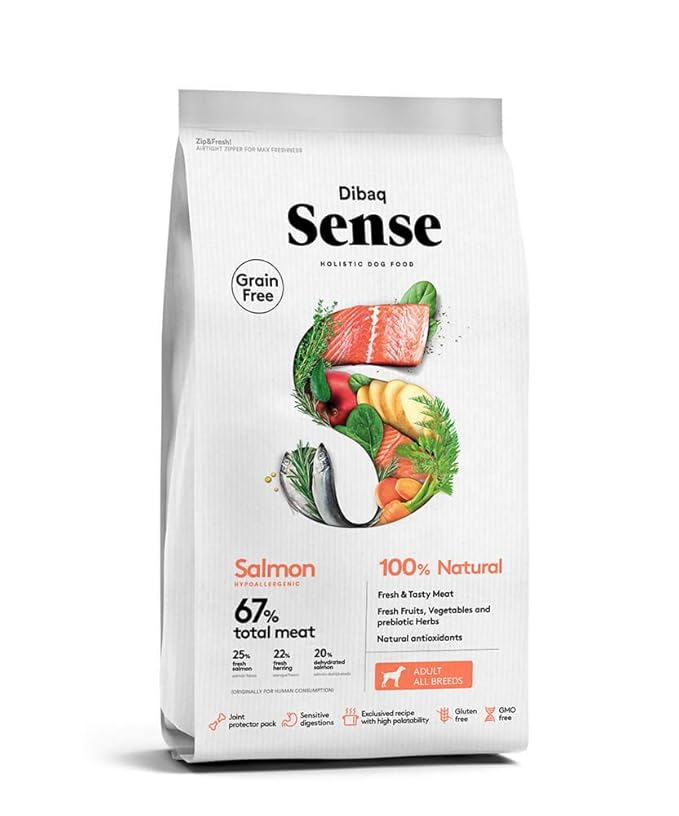 Zip&Fresh!
AIRTIGHT ZIPPER FOR MAX FRESHNESS
Dibaq
Sense
HOLISTIC DOG FOOD
Grain
Free
Salmon
HYPOALLERGENIC
67%
total meat
25%
fresh
salmon
22%
fresh
herring
20%
dehydrated
salmon
(ORIGINALLY FOR HUMAN CONSUMPTION)
100% Natural
Fresh & Tasty Meat
Fresh Fruits, Vegetables and
prebiotic Herbs
Natural antioxidants
ADULT
ALL BREEDS
Joint
protector pack
Sensitive
digestions
Exclusived recipe
with high palatability
Gluten
free
GMO
free